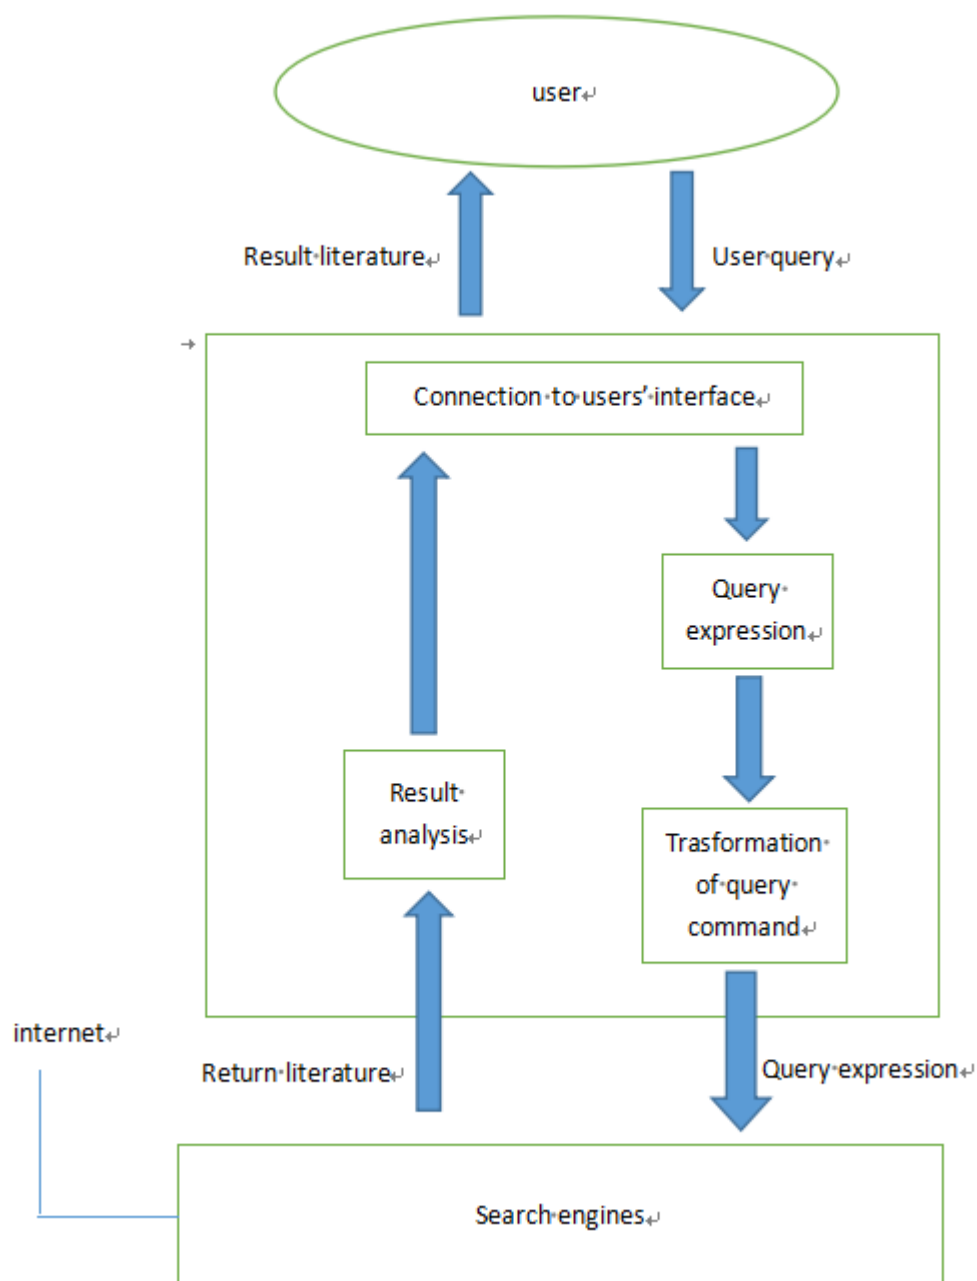 user
Result literature
User query
Connection to users' interface
Query
expression
Result
analysis
Trasformation
of query
command
internet
Return literature
Query expression
Search engines